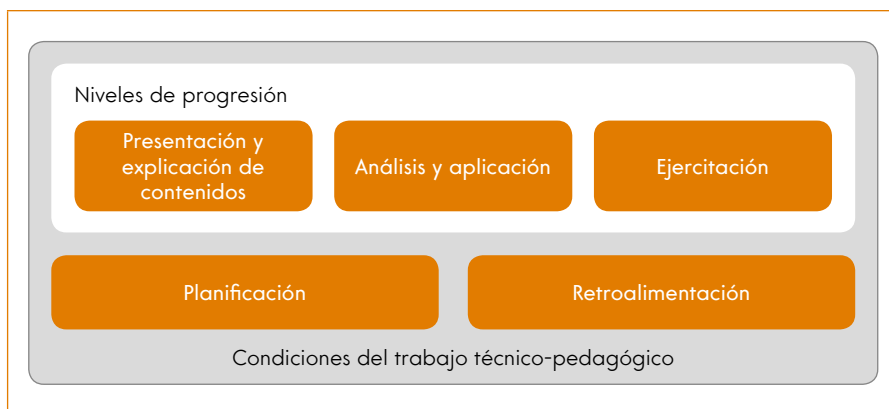 Niveles de progresión
Presentación y
explicación de
contenidos
Análisis y aplicación
Ejercitación
Planificación
Retroalimentación
Condiciones del trabajo técnico-pedagógico